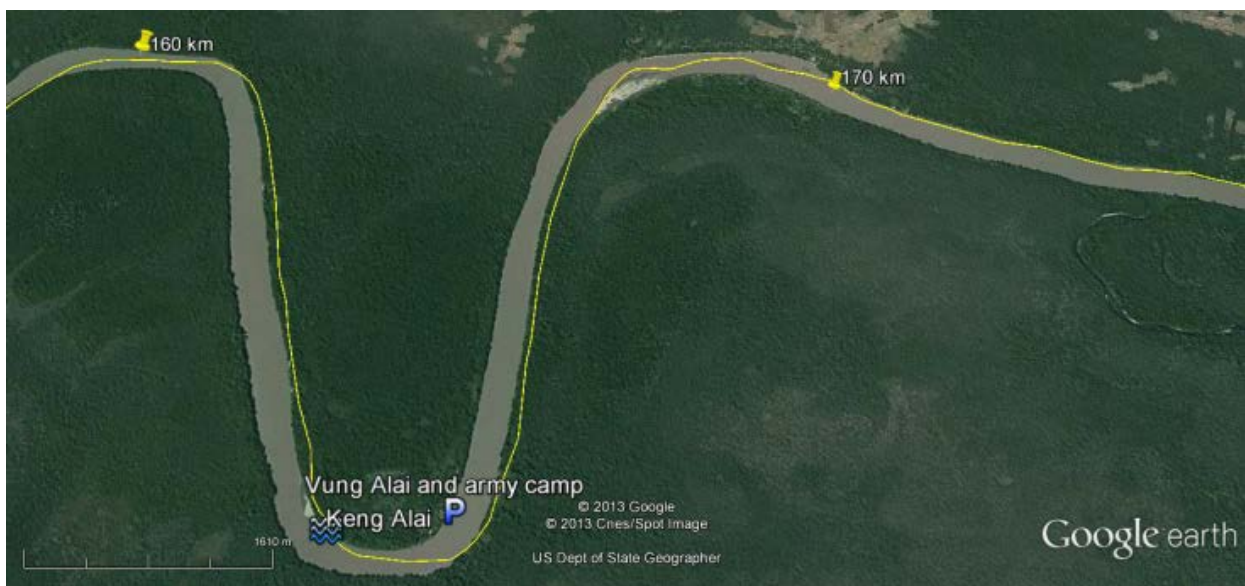 160 km
170 km
Vung Alai and army camp
Keng Alai P
1610 m
© 2013 Google
© 2013 Cnes/Spot Image
US Dept of State Geographer
Google earth